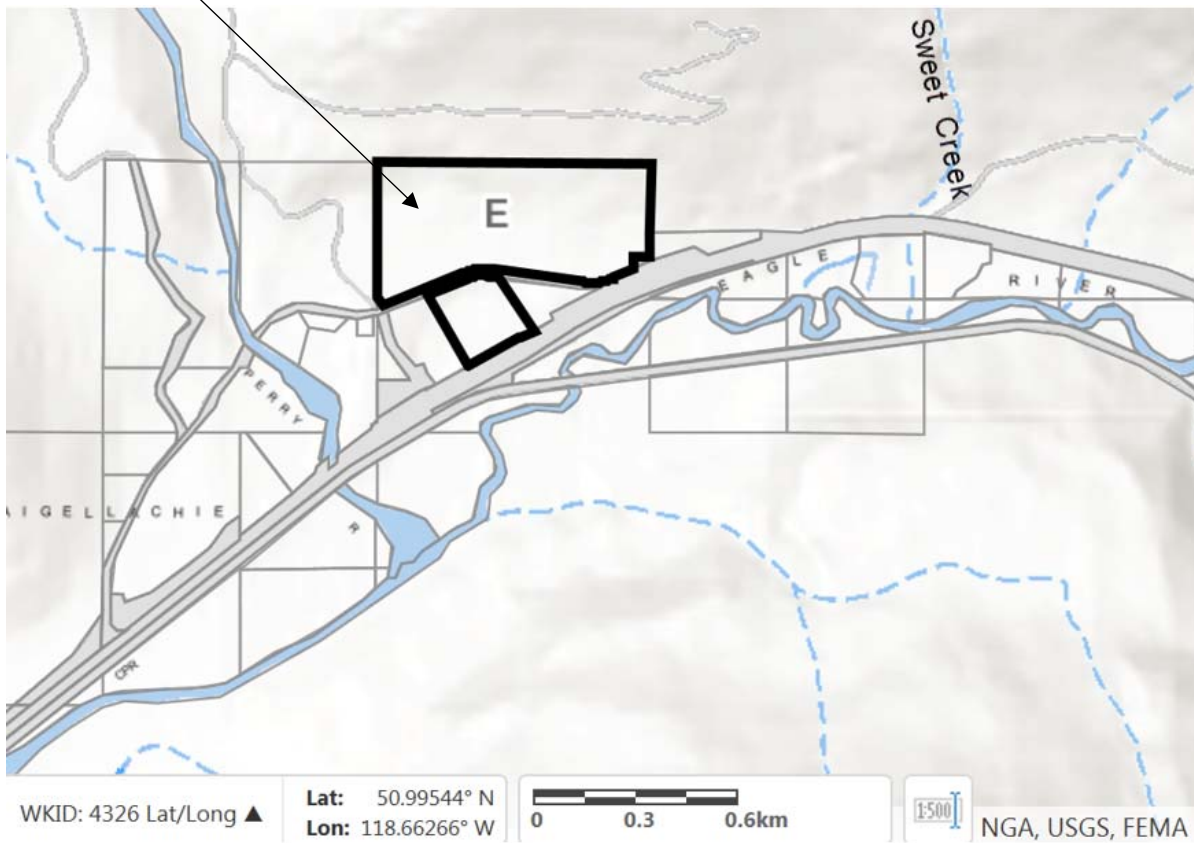 Sweet Creek
E
EAGLE
RIVER
PERRY
R
AIGELLACHIE
CPR
WKID: 4326 Lat/Long ▲
Lat: 50.99544° N
Lon: 118.66266° W
0 0.3 0.6km
1:500
NGA, USGS, FEMA